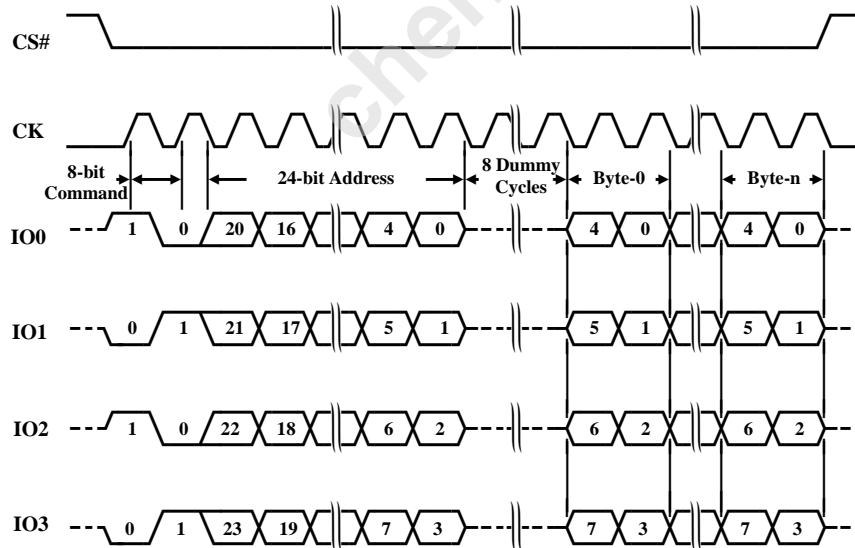 CS#
chem
CK
8-bit
Command
24-bit Address
8 Dummy
Cycles
Byte-0
Byte-n
IO0 1 0 20 16 4 0 4 0 4 0
IO1 0 1 21 17 5 1 5 1 5 1
IO2 1 0 22 18 6 2 6 2 6 2
IO3 0 1 23 19 7 3 7 3 7 3